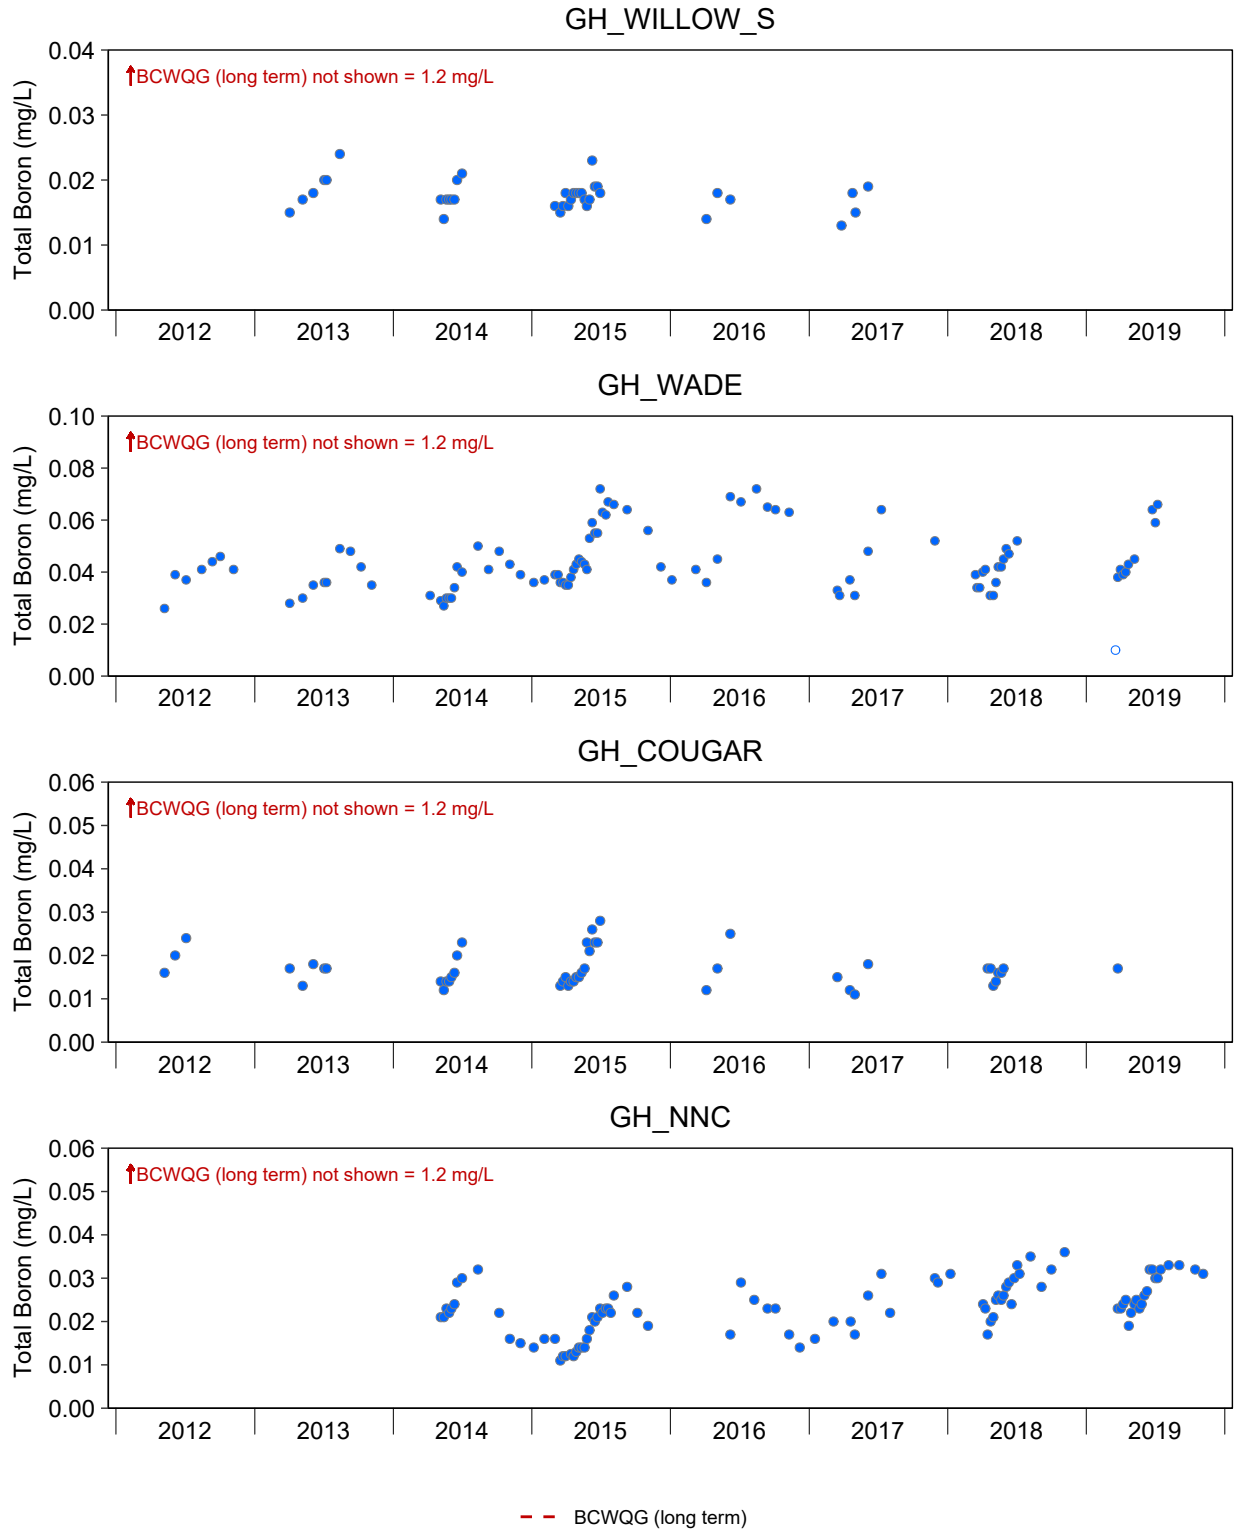 GH_WILLOW_S
Total Boron (mg/L)
0.04
0.03
0.02
0.01
0.00
BCWQG (long term) not shown = 1.2 mg/L
2012 2013 2014 2015 2016 2017 2018 2019
GH_WADE
Total Boron (mg/L)
0.10
0.08
0.06
0.04
0.02
0.00
BCWQG (long term) not shown = 1.2 mg/L
2012 2013 2014 2015 2016 2017 2018 2019
GH_COUGAR
Total Boron (mg/L)
0.06
0.05
0.04
0.03
0.02
0.01
0.00
BCWQG (long term) not shown = 1.2 mg/L
2012 2013 2014 2015 2016 2017 2018 2019
GH_NNC
Total Boron (mg/L)
0.06
0.05
0.04
0.03
0.02
0.01
0.00
BCWQG (long term) not shown = 1.2 mg/L
2012 2013 2014 2015 2016 2017 2018 2019
BCWQG (long term)